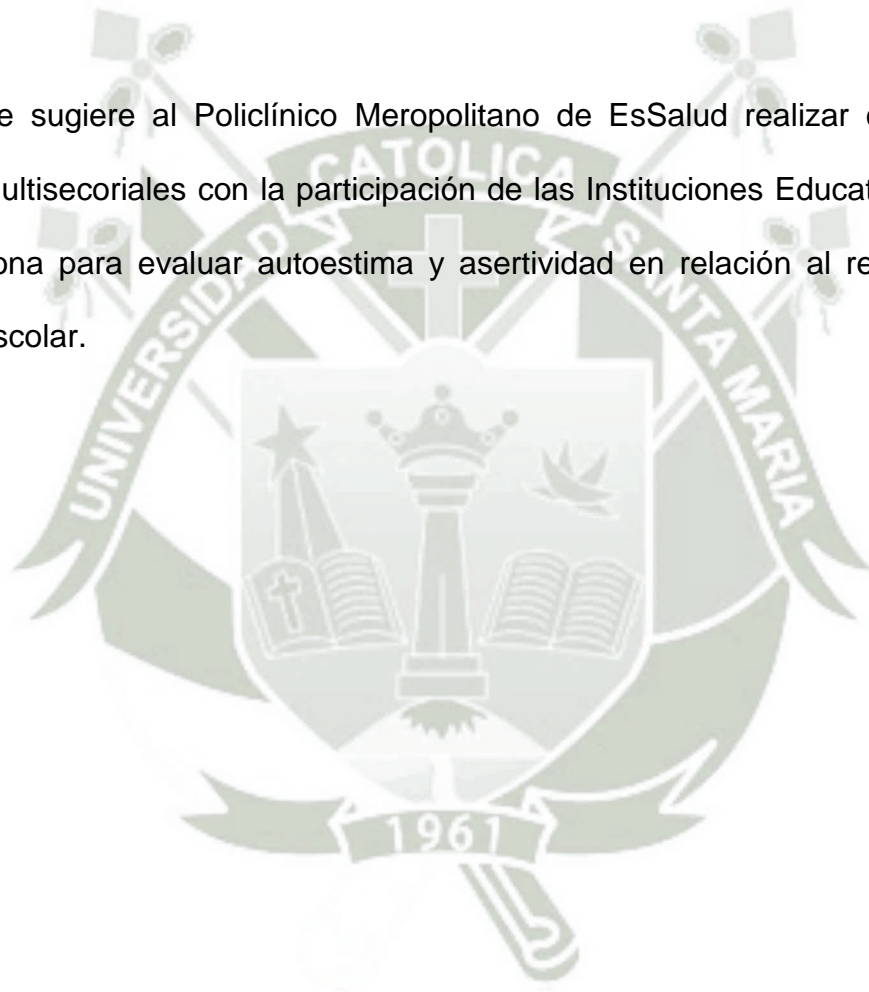 e sugiere al Policlínico Meropolitano de EsSalud realizar
ultisecoriales con la participación de las Instituciones Educat
ona para evaluar autoestima y asertividad en relación al re
scolar.
UNIVERSIDAD CATOLICA SANTA MARIA
1961